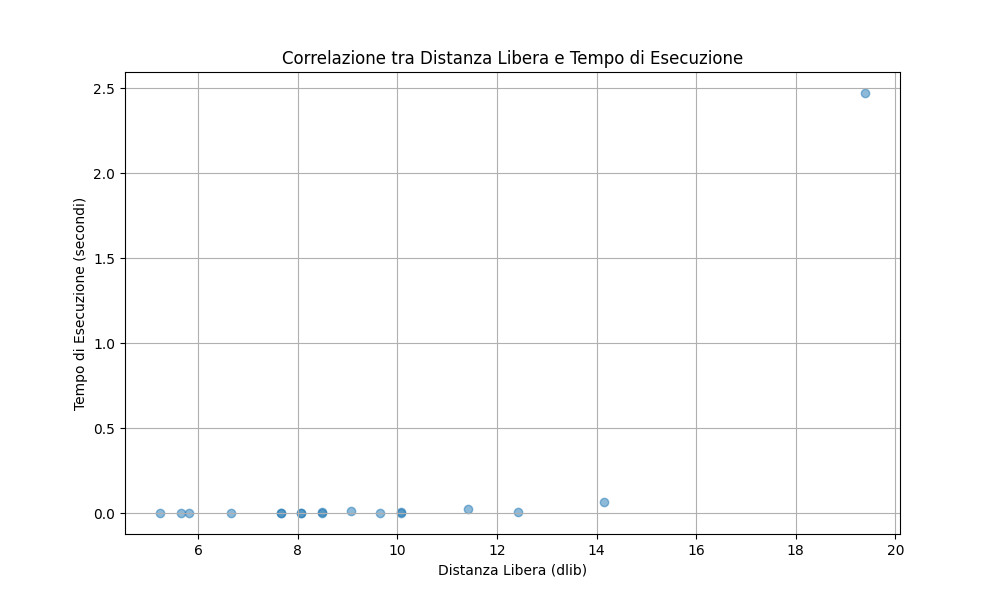 Correlazione tra Distanza Libera e Tempo di Esecuzione
2.5
2.0
1.5
1.0
0.5
0.0
Tempo di Esecuzione (secondi)
6 8 10 12 14 16 18 20
Distanza Libera (dlib)